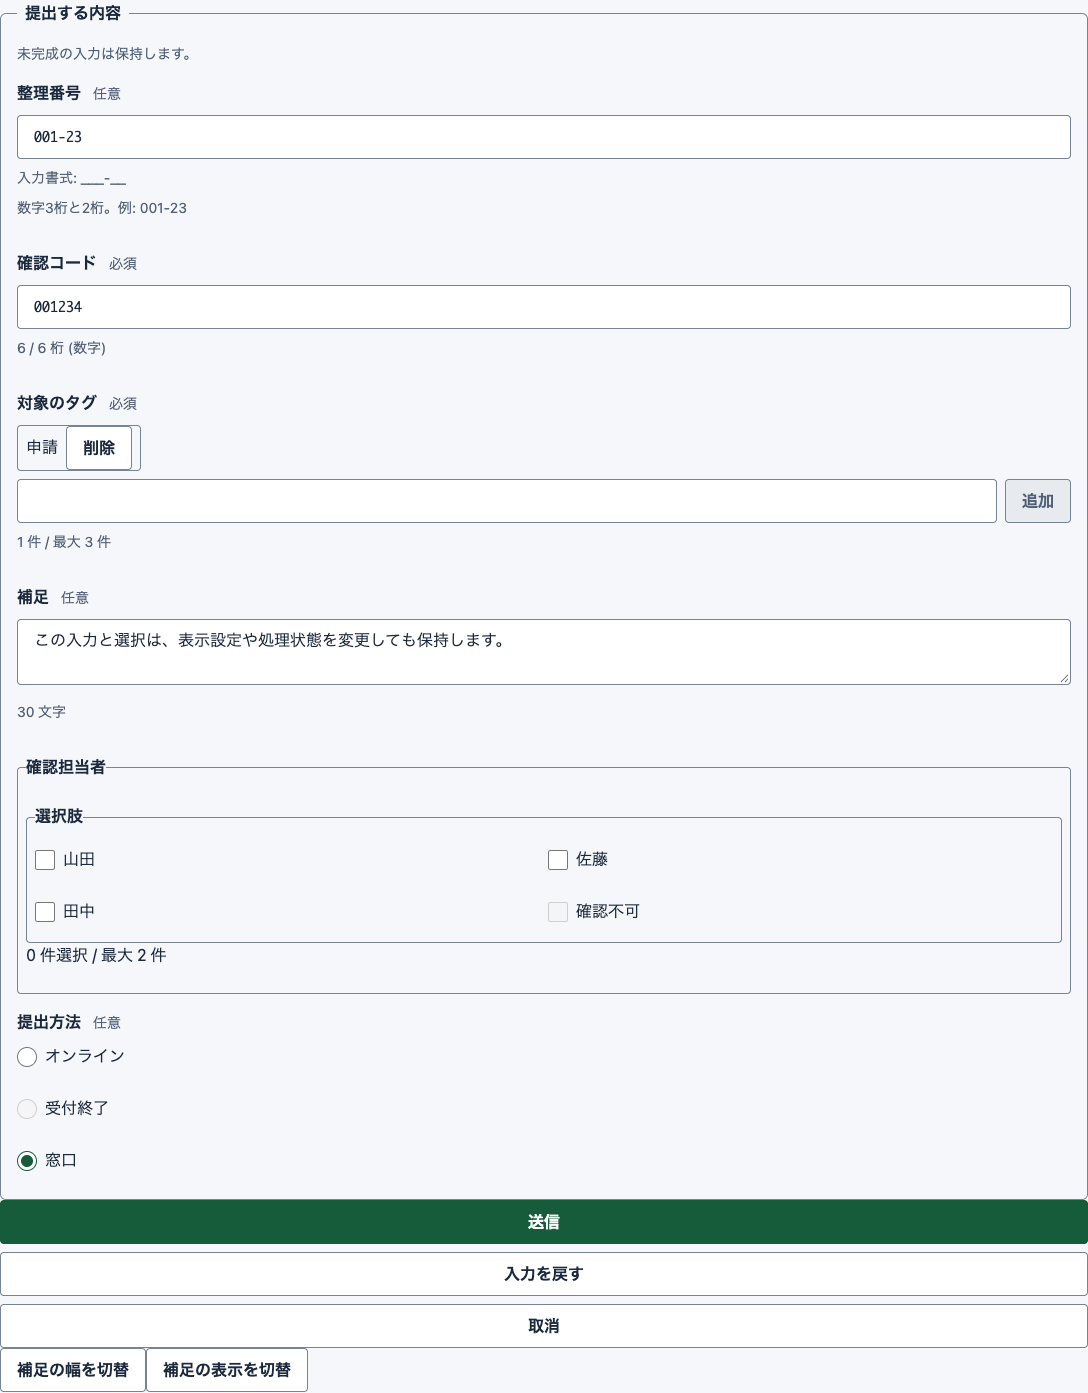 提出する内容
未完成の入力は保持します。
整理番号 任意
001-23
入力書式: ___-__
数字3桁と2桁。例: 001-23
確認コード 必須
001234
6 / 6 桁 (数字)
対象のタグ 必須
申請 削除
追加
1 件 / 最大 3 件
補足 任意
この入力と選択は、表示設定や処理状態を変更しても保持します。
30 文字
確認担当者
選択肢
山田 佐藤
田中 確認不可
0 件選択 / 最大 2 件
提出方法 任意
オンライン
受付終了
窓口
送信
入力を戻す
取消
補足の幅を切替 補足の表示を切替